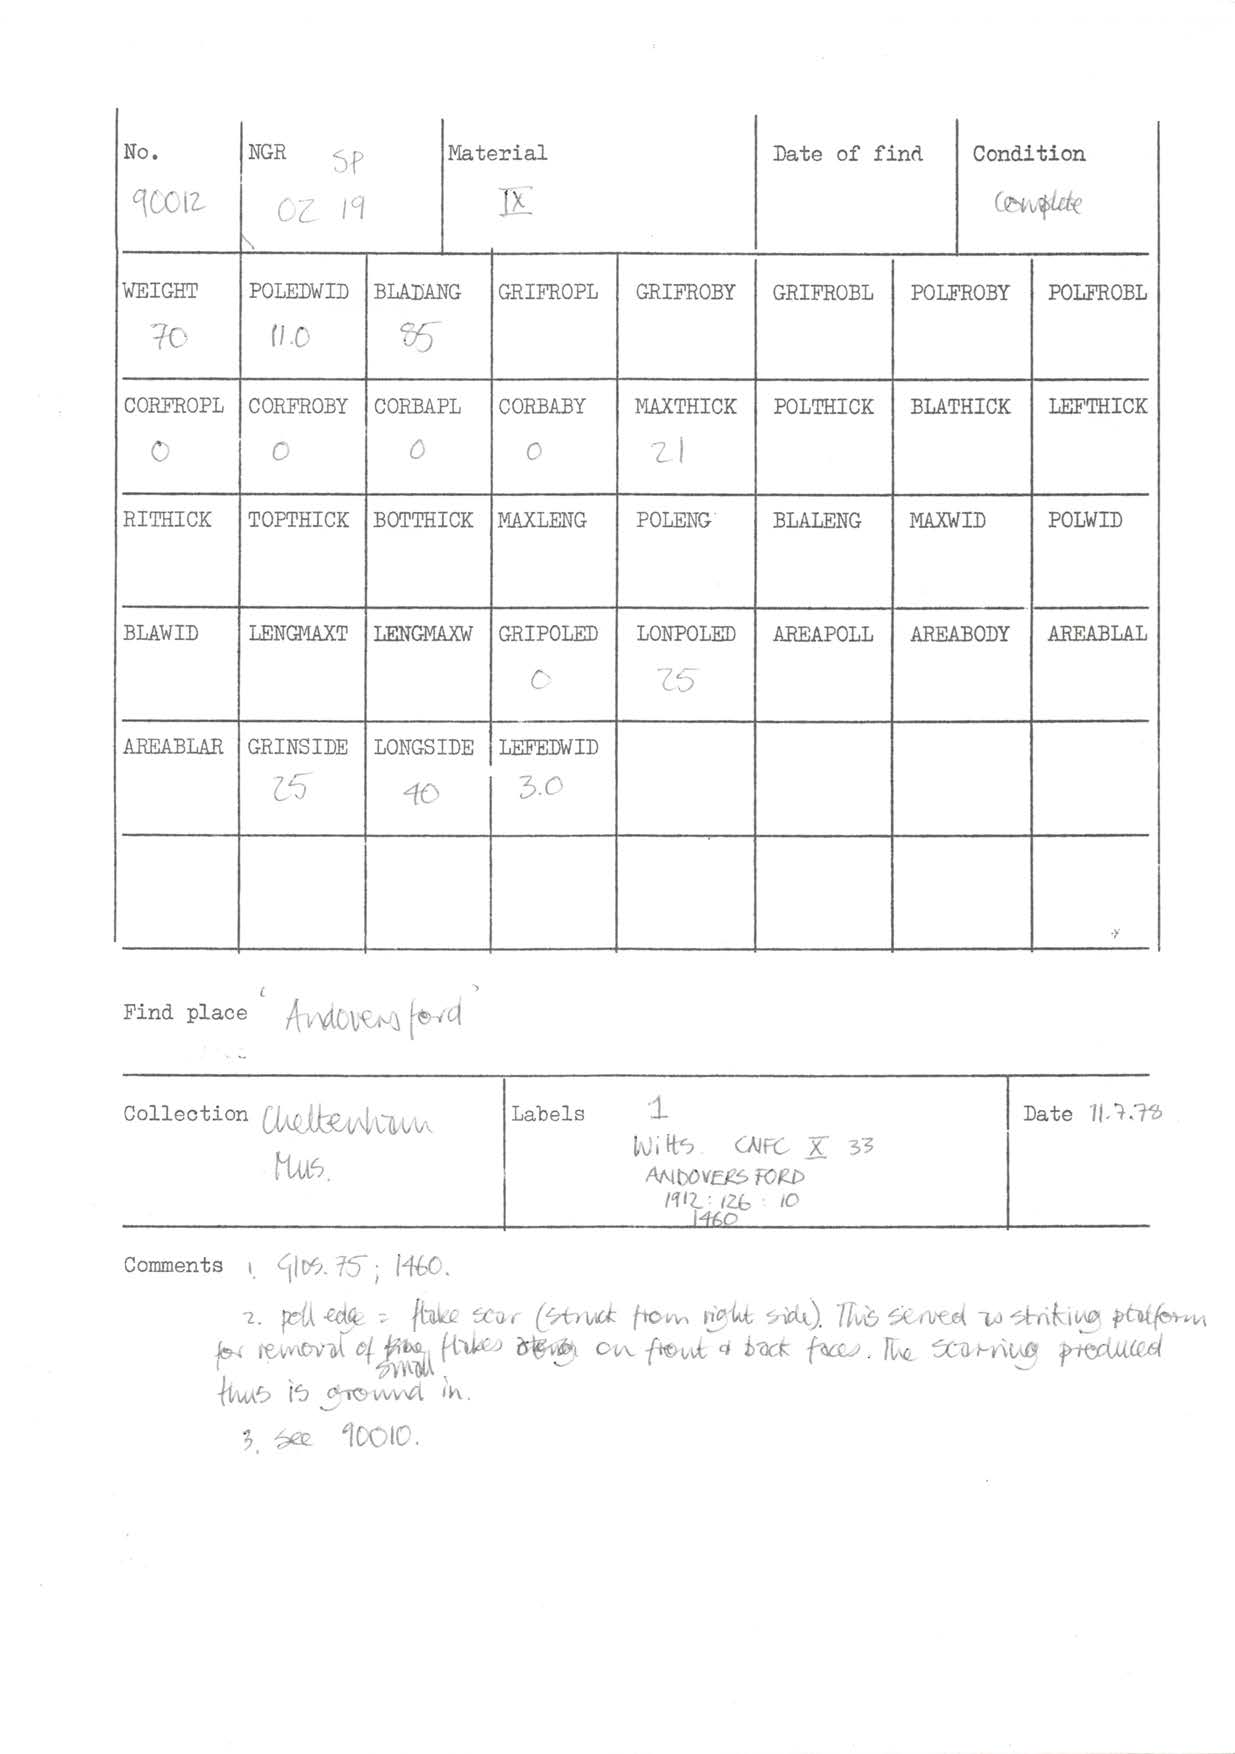 No. NGR SP Material Date of find Condition
90012 02 19 IX Complete
WEIGHT POLEDWID BLADANG GRIFROPL GRIFROBY GRIFROBL POLFROBY POLFROBL
70 11.0 85
CORFROPL CORFROBY CORBAPL CORBABY MAXTHICK POLTHICK BLATHICK LEFTHICK
0 0 0 0 21
RITHICK TOPTHICK BOTTHICK MAXLENG POLENG BLALENG MAXWID POLWID
BLAWID LENGMAXT LENGMAXW GRIPOLED LONPOLED AREAPOLL AREABODY AREABLAL
0 25
AREABLAR GRINSIDE LONGSIDE LEFEDWID
25 40 3.0
Find place 'Andoversford'
Collection Cheltenham Labels 1 Date 11.7.78
Mus. Witts. CNFC X 33
ANDOVERSFORD
1912 : 126 : 10
1460
Comments 1. Glos. 75 ; 1460.
2. poll edge = flake scar (struck from right side). This served as striking platform
for removal of flakes on front & back faces. The scarring produced
small
thus is ground in.
3. see 90010.